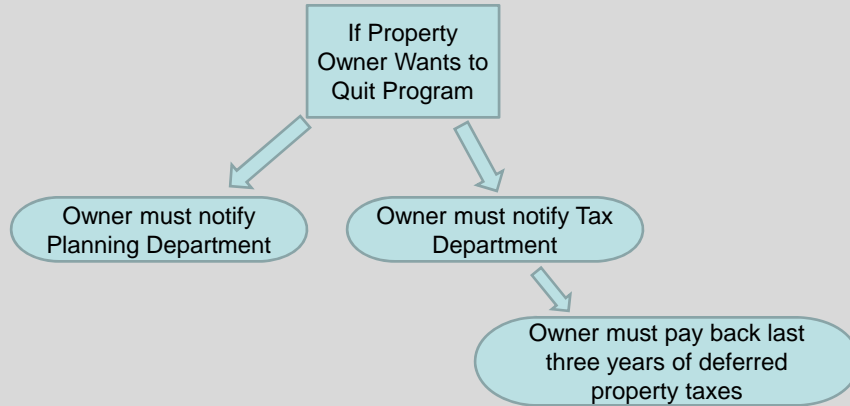 If Property
Owner Wants to
Quit Program
Owner must notify
Planning Department
Owner must notify Tax
Department
Owner must pay back last
three years of deferred
property taxes